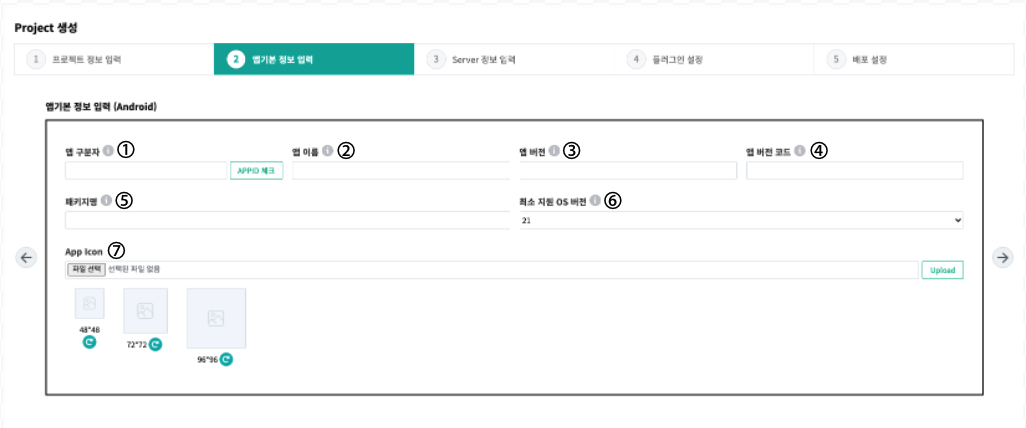 Project 생성
1 프로젝트 정보 입력 2 앱기본 정보 입력 3 Server 정보 입력 4 플러그인 설정 5 배포 설정
앱기본 정보 입력 (Android)
앱 구분자 ① 앱 이름 ② 앱 버전 ③ 앱 버전 코드 ④
APPID 체크
패키지명 ⑤ 최소 지원 OS 버전 ⑥
21
App Icon ⑦
파일 선택 선택된 파일 없음 Upload
48*48
72*72
96*96